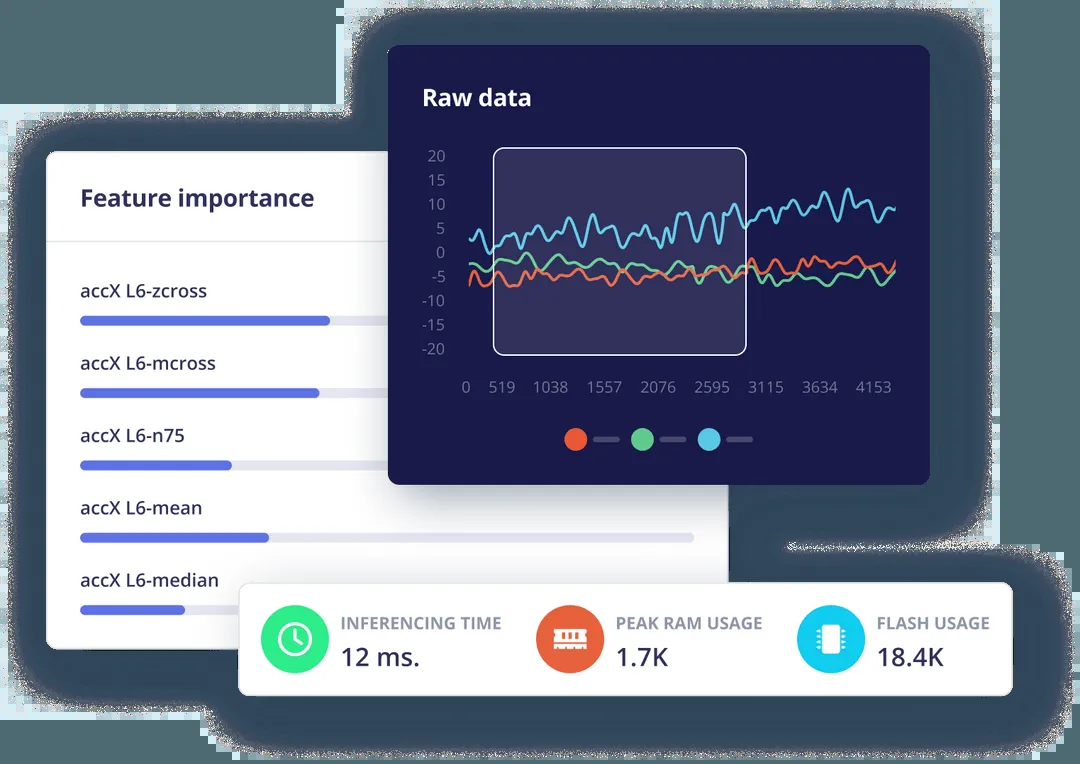 Raw data
20
15
10
5
0
-5
-10
-15
-20
0 519 1038 1557 2076 2595 3115 3634 4153
Feature importance
accX L6-zcross
accX L6-mcross
accX L6-n75
accX L6-mean
accX L6-median
INFERENCING TIME
12 ms.
PEAK RAM USAGE
1.7K
FLASH USAGE
18.4K